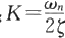 ; K = ωn / 2ζ